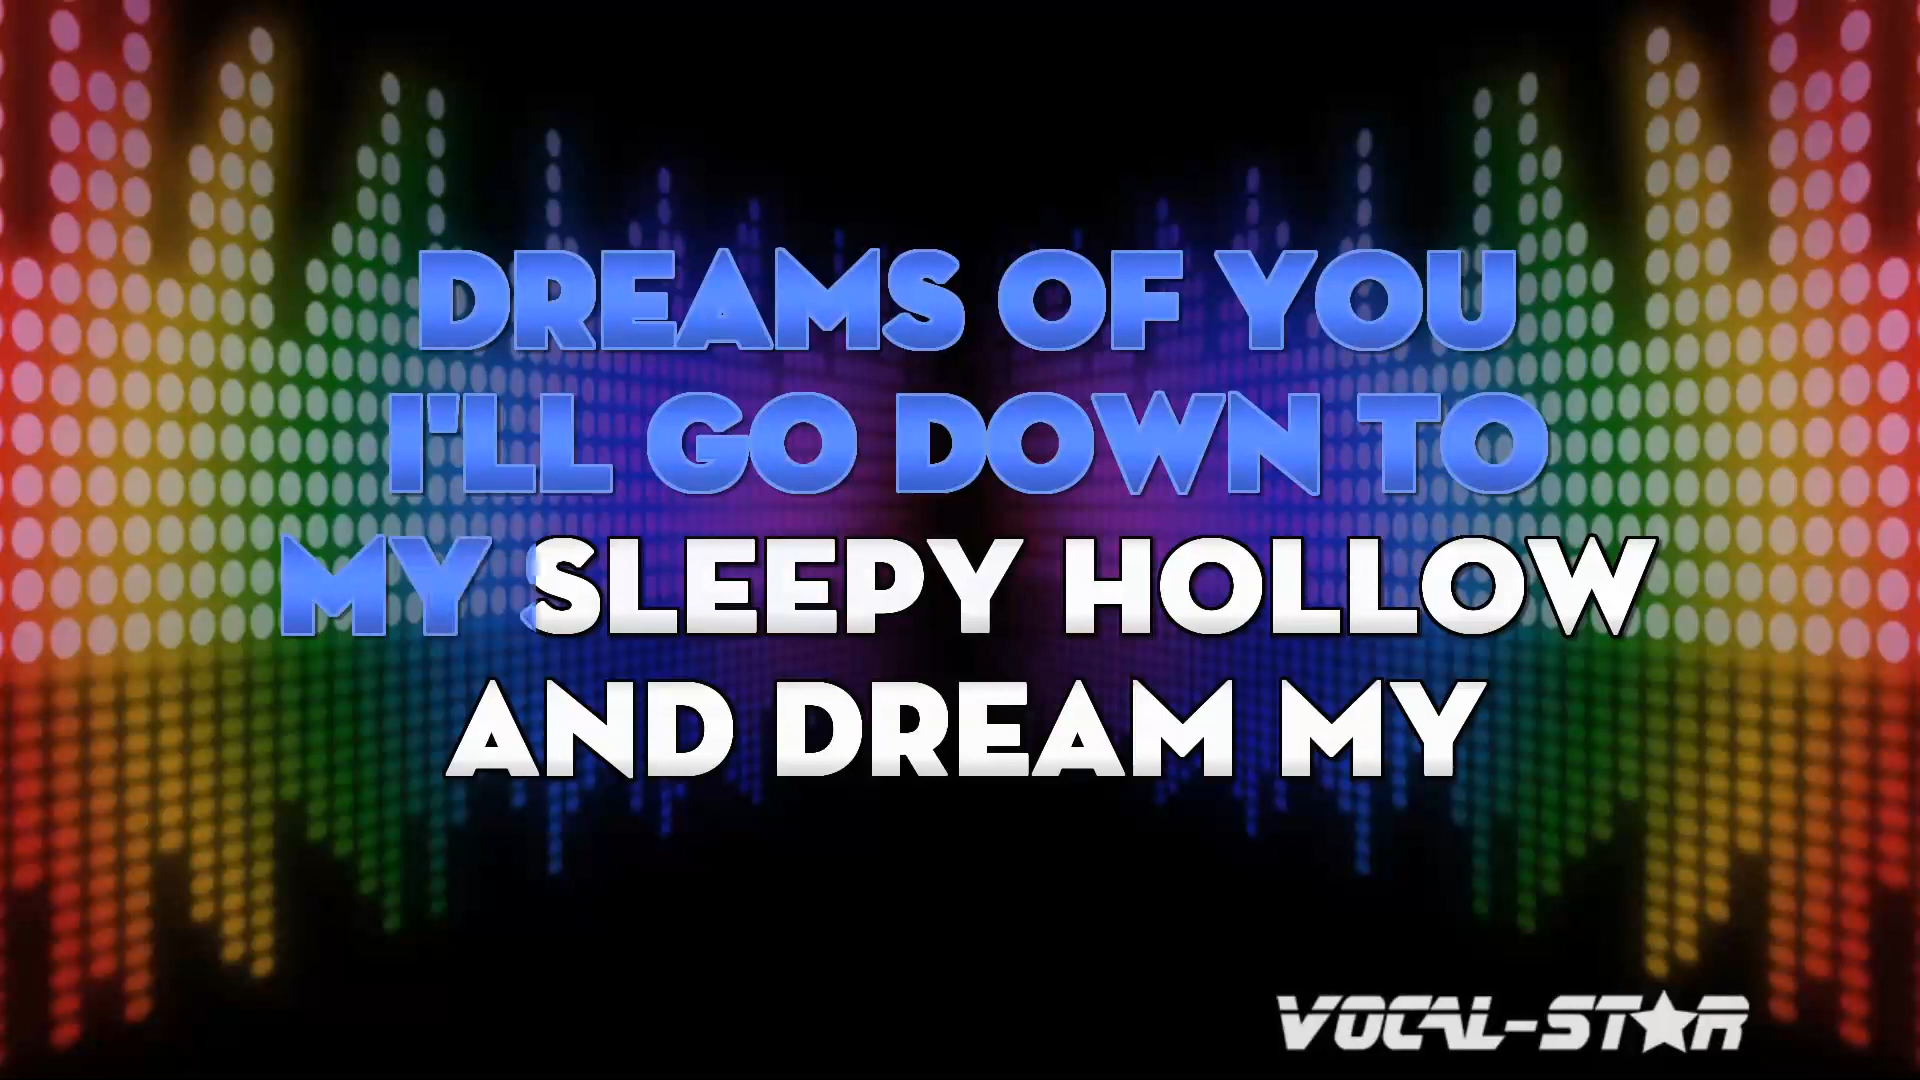 DREAMS OF YOU
I'LL GO DOWN TO
MY SLEEPY HOLLOW
AND DREAM MY
VOCAL-STAR